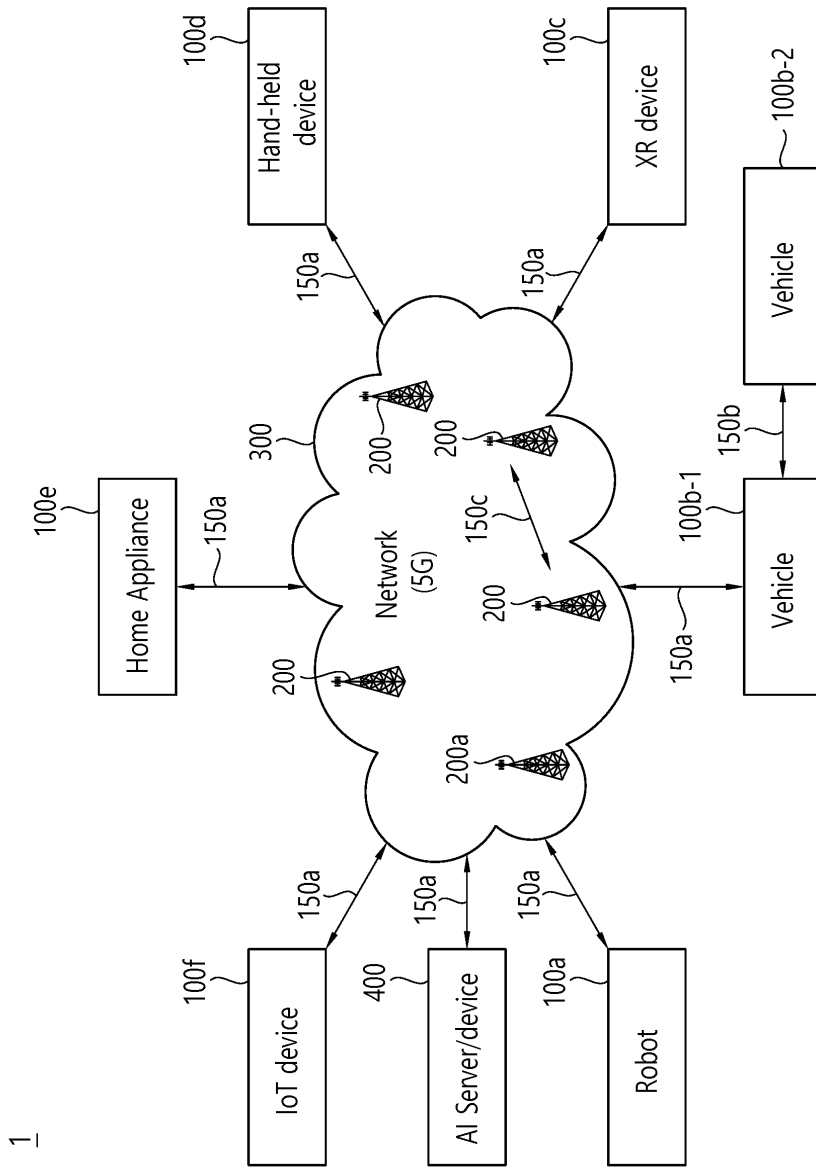 1
100e
Home Appliance
150a
100f
IoT device
150a
400
AI Server/device
150a
100a
Robot
150a
300
Network
(5G)
200
200
200
200
200a
150c
100d
Hand-held
device
150a
100c
XR device
150a
150a
100b-1
Vehicle
150b
100b-2
Vehicle